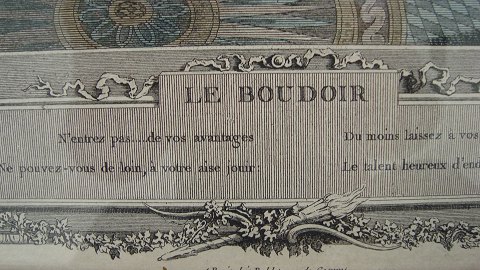 LE BOUDOIR
N'entrez pas....de vos avantages
Ne pouvez-vous de loin, à votre aise jouir:
Du moins laissez a vos
Le talent heureux d'en